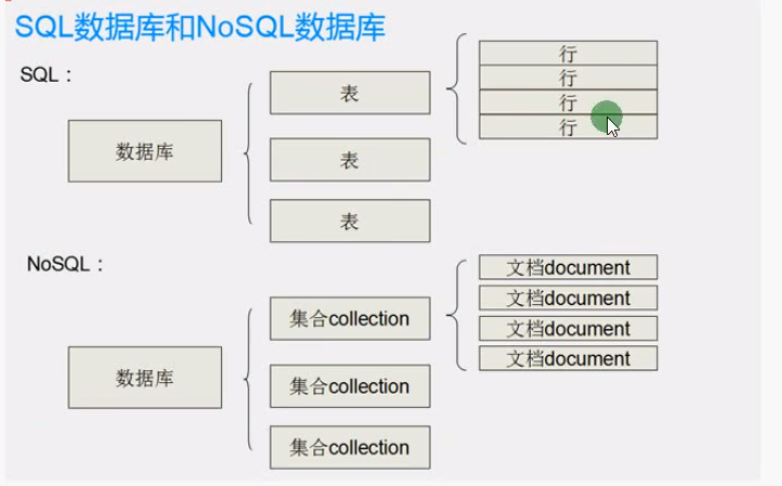 SQL数据库和NoSQL数据库
SQL：
数据库
表
表
表
行
行
行
行
NoSQL：
数据库
集合collection
集合collection
集合collection
文档document
文档document
文档document
文档document